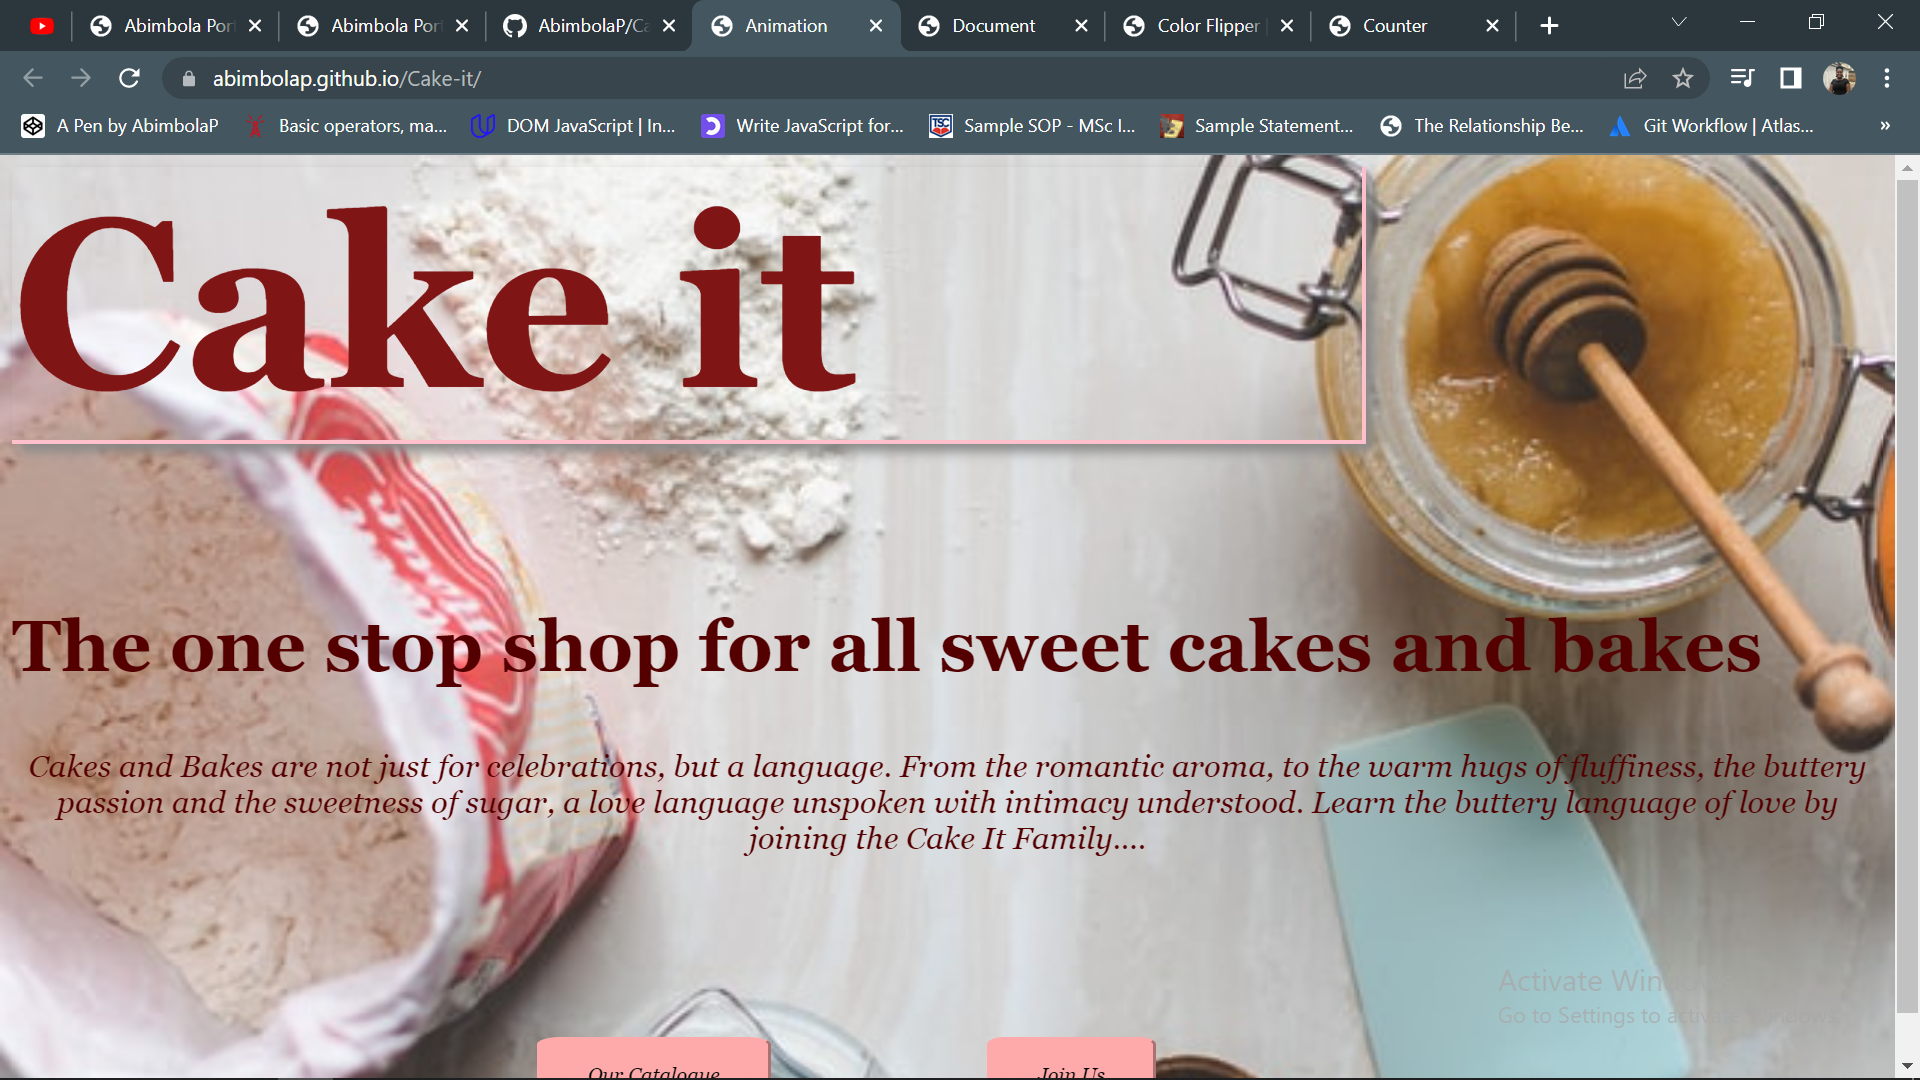 Abimbola Por
Abimbola Por
AbimbolaP/Ca
Animation
Document
Color Flipper
Counter
abimbolap.github.io/Cake-it/
A Pen by AbimbolaP
Basic operators, ma...
DOM JavaScript | In...
Write JavaScript for...
TSC
Sample SOP - MSc I...
Sample Statement...
The Relationship Be...
Git Workflow | Atlas...
»
Cake it
The one stop shop for all sweet cakes and bakes
Cakes and Bakes are not just for celebrations, but a language. From the romantic aroma, to the warm hugs of fluffiness, the buttery
passion and the sweetness of sugar, a love language unspoken with intimacy understood. Learn the buttery language of love by
joining the Cake It Family....
Activate Windows
Go to Settings to activate Windows.
Our Catalogue
Join Us